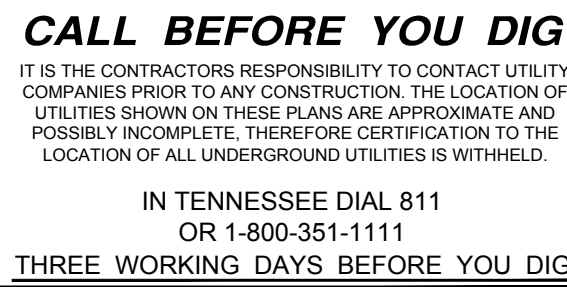 CALL BEFORE YOU DIG
IT IS THE CONTRACTORS RESPONSIBILITY TO CONTACT UTILITY
COMPANIES PRIOR TO ANY CONSTRUCTION. THE LOCATION OF
UTILITIES SHOWN ON THESE PLANS ARE APPROXIMATE AND
POSSIBLY INCOMPLETE, THEREFORE CERTIFICATION TO THE
LOCATION OF ALL UNDERGROUND UTILITIES IS WITHHELD.
IN TENNESSEE DIAL 811
OR 1-800-351-1111
THREE WORKING DAYS BEFORE YOU DIG